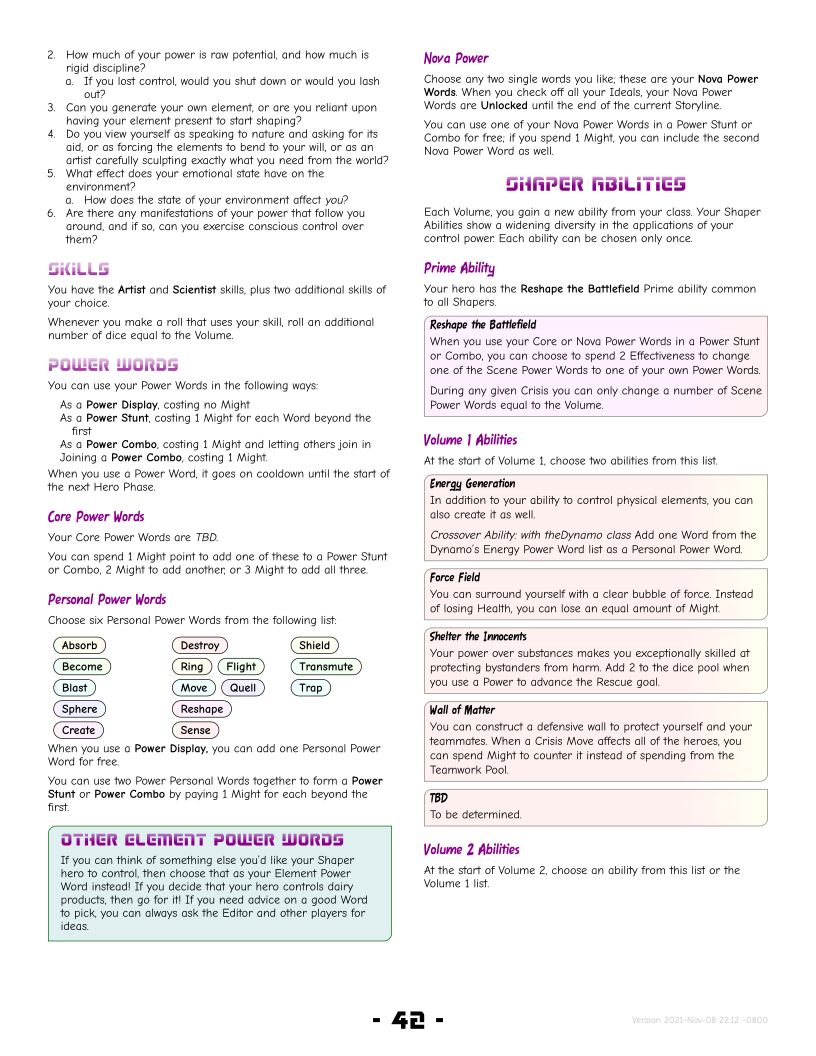 2. How much of your power is raw potential, and how much is
rigid discipline?
a. If you lost control, would you shut down or would you lash
out?
3. Can you generate your own element, or are you reliant upon
having your element present to start shaping?
4. Do you view yourself as speaking to nature and asking for its
aid, or as forcing the elements to bend to your will, or as an
artist carefully sculpting exactly what you need from the world?
5. What effect does your emotional state have on the
environment?
a. How does the state of your environment affect you?
6. Are there any manifestations of your power that follow you
around, and if so, can you exercise conscious control over
them?
SKILLS
You have the Artist and Scientist skills, plus two additional skills of
your choice.
Whenever you make a roll that uses your skill, roll an additional
number of dice equal to the Volume.
POWER WORDS
You can use your Power Words in the following ways:
As a Power Display, costing no Might
As a Power Stunt, costing 1 Might for each Word beyond the
first
As a Power Combo, costing 1 Might and letting others join in
Joining a Power Combo, costing 1 Might.
When you use a Power Word, it goes on cooldown until the start of
the next Hero Phase.
Core Power Words
Your Core Power Words are TBD.
You can spend 1 Might point to add one of these to a Power Stunt
or Combo, 2 Might to add another, or 3 Might to add all three.
Personal Power Words
Choose six Personal Power Words from the following list:
Absorb
Become
Blast
Sphere
Create
Destroy
Ring Flight
Move Quell
Reshape
Sense
Shield
Transmute
Trap
When you use a Power Display, you can add one Personal Power
Word for free.
You can use two Power Personal Words together to form a Power
Stunt or Power Combo by paying 1 Might for each beyond the
first.
OTHER ELEMENT POWER WORDS
If you can think of something else you'd like your Shaper
hero to control, then choose that as your Element Power
Word instead! If you decide that your hero controls dairy
products, then go for it! If you need advice on a good Word
to pick, you can always ask the Editor and other players for
ideas.
Nova Power
Choose any two single words you like; these are your Nova Power
Words. When you check off all your Ideals, your Nova Power
Words are Unlocked until the end of the current Storyline.
You can use one of your Nova Power Words in a Power Stunt or
Combo for free; if you spend 1 Might, you can include the second
Nova Power Word as well.
SHAPER ABILITIES
Each Volume, you gain a new ability from your class. Your Shaper
Abilities show a widening diversity in the applications of your
control power. Each ability can be chosen only once.
Prime Ability
Your hero has the Reshape the Battlefield Prime ability common
to all Shapers.
Reshape the Battlefield
When you use your Core or Nova Power Words in a Power Stunt
or Combo, you can choose to spend 2 Effectiveness to change
one of the Scene Power Words to one of your own Power Words.
During any given Crisis you can only change a number of Scene
Power Words equal to the Volume.
Volume 1 Abilities
At the start of Volume 1, choose two abilities from this list.
Energy Generation
In addition to your ability to control physical elements, you can
also create it as well.
Crossover Ability: with theDynamo class Add one Word from the
Dynamo's Energy Power Word list as a Personal Power Word.
Force Field
You can surround yourself with a clear bubble of force. Instead
of losing Health, you can lose an equal amount of Might.
Shelter the Innocents
Your power over substances makes you exceptionally skilled at
protecting bystanders from harm. Add 2 to the dice pool when
you use a Power to advance the Rescue goal.
Wall of Matter
You can construct a defensive wall to protect yourself and your
teammates. When a Crisis Move affects all of the heroes, you
can spend Might to counter it instead of spending from the
Teamwork Pool.
TBD
To be determined.
Volume 2 Abilities
At the start of Volume 2, choose an ability from this list or the
Volume 1 list.
- 42 -
Version 2021-Nov-08 22:12 -0800